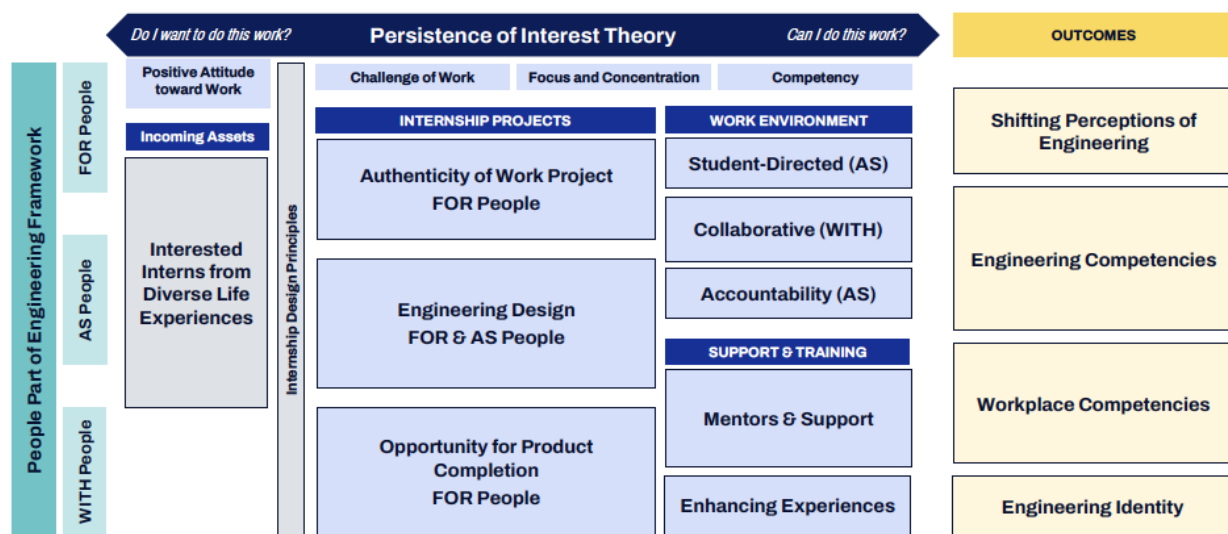 Do I want to do this work?
Persistence of Interest Theory
Can I do this work?
OUTCOMES
People Part of Engineering Framework
FOR People
AS People
WITH People
Positive Attitude
toward Work
Incoming Assets
Interested
Interns from
Diverse Life
Experiences
Internship Design Principles
Challenge of Work
Focus and Concentration
Competency
INTERNSHIP PROJECTS
Authenticity of Work Project
FOR People
Engineering Design
FOR & AS People
Opportunity for Product
Completion
FOR People
WORK ENVIRONMENT
Student-Directed (AS)
Collaborative (WITH)
Accountability (AS)
SUPPORT & TRAINING
Mentors & Support
Enhancing Experiences
Shifting Perceptions of
Engineering
Engineering Competencies
Workplace Competencies
Engineering Identity